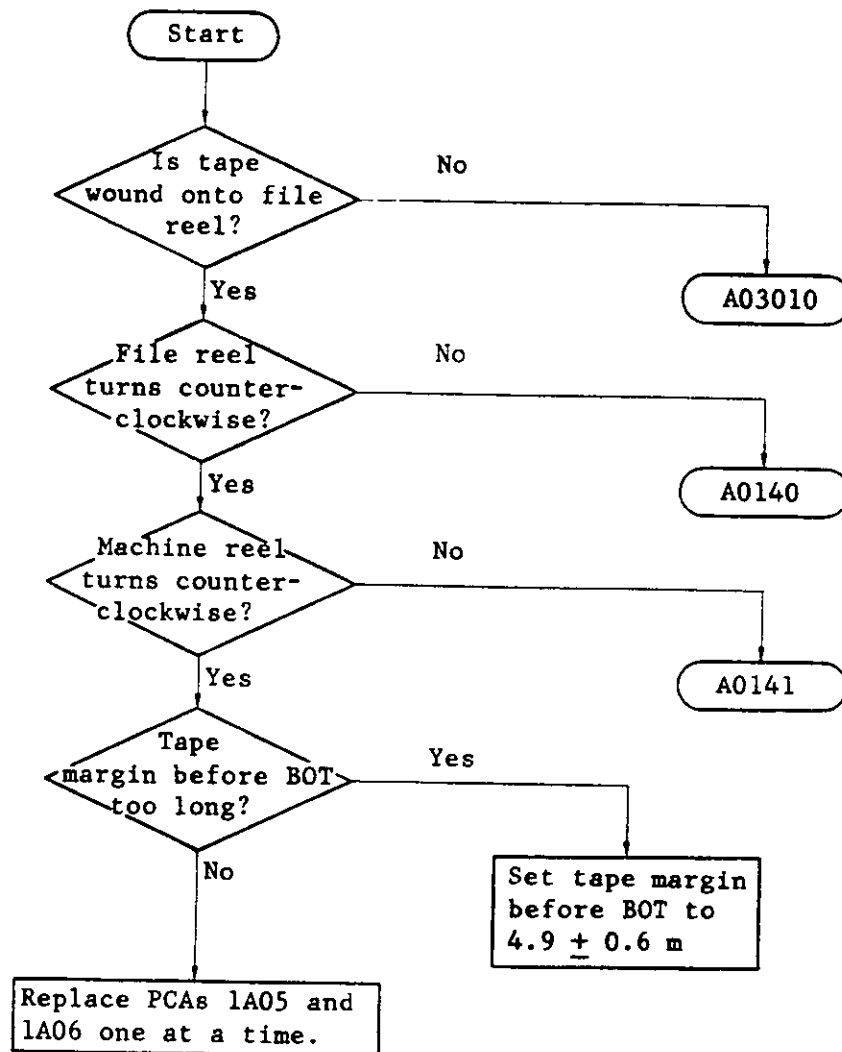 Start
Is tape
wound onto file
reel?
No
A03010
Yes
File reel
turns counter-
clockwise?
No
A0140
Yes
Machine reel
turns counter-
clockwise?
No
A0141
Yes
Tape
margin before BOT
too long?
Yes
Set tape margin
before BOT to
4.9 ± 0.6 m
No
Replace PCAs 1A05 and
1A06 one at a time.